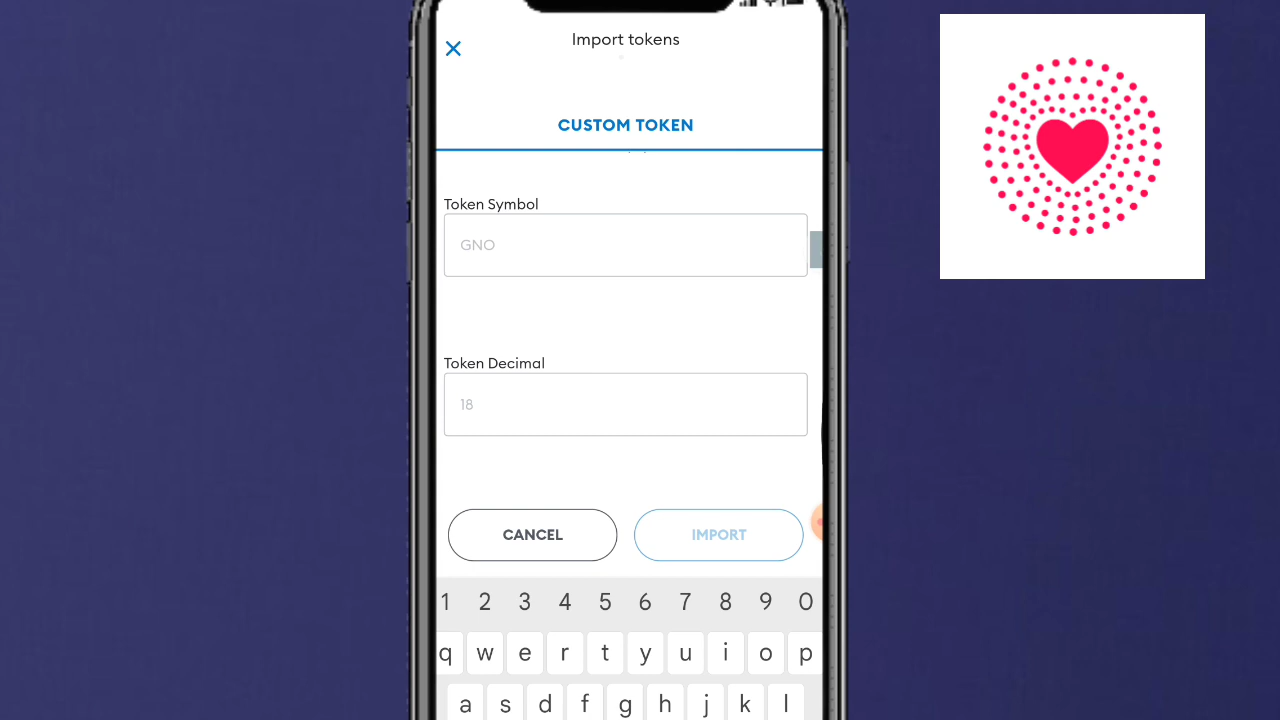 Import tokens
CUSTOM TOKEN
Token Symbol
GNO
Token Decimal
18
CANCEL IMPORT
1 2 3 4 5 6 7 8 9 0
q w e r t y u i o p
a s d f g h j k l